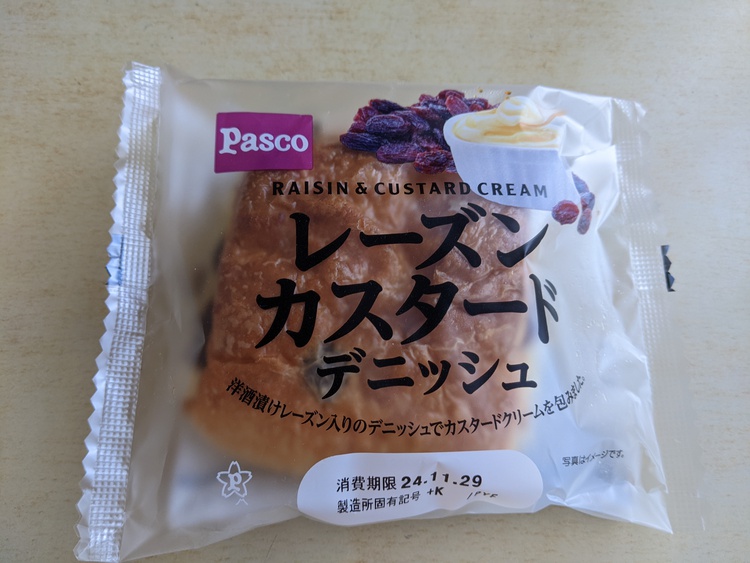 Pasco
RAISIN & CUSTARD CREAM
レーズン
カスタード
デニッシュ
洋酒漬けレーズン入りのデニッシュでカスタードクリームを包みました。
写真はイメージです。
消費期限 24.11.29
製造所固有記号 +K
P